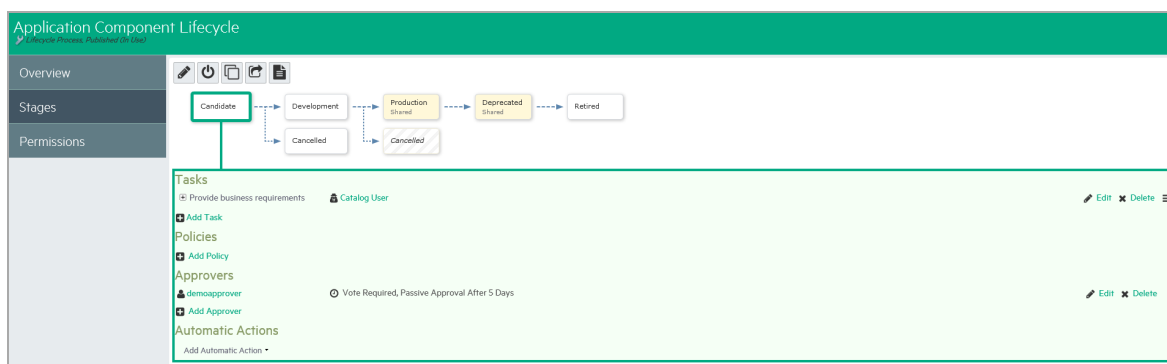 Application Component Lifecycle
Lifecycle Process, Published (In Use)
Overview
Stages
Permissions
Candidate
Development
Production
Shared
Deprecated
Shared
Retired
Cancelled
Cancelled
Tasks
Provide business requirements Catalog User Edit Delete
Add Task
Policies
Add Policy
Approvers
demoapprover Vote Required, Passive Approval After 5 Days Edit Delete
Add Approver
Automatic Actions
Add Automatic Action